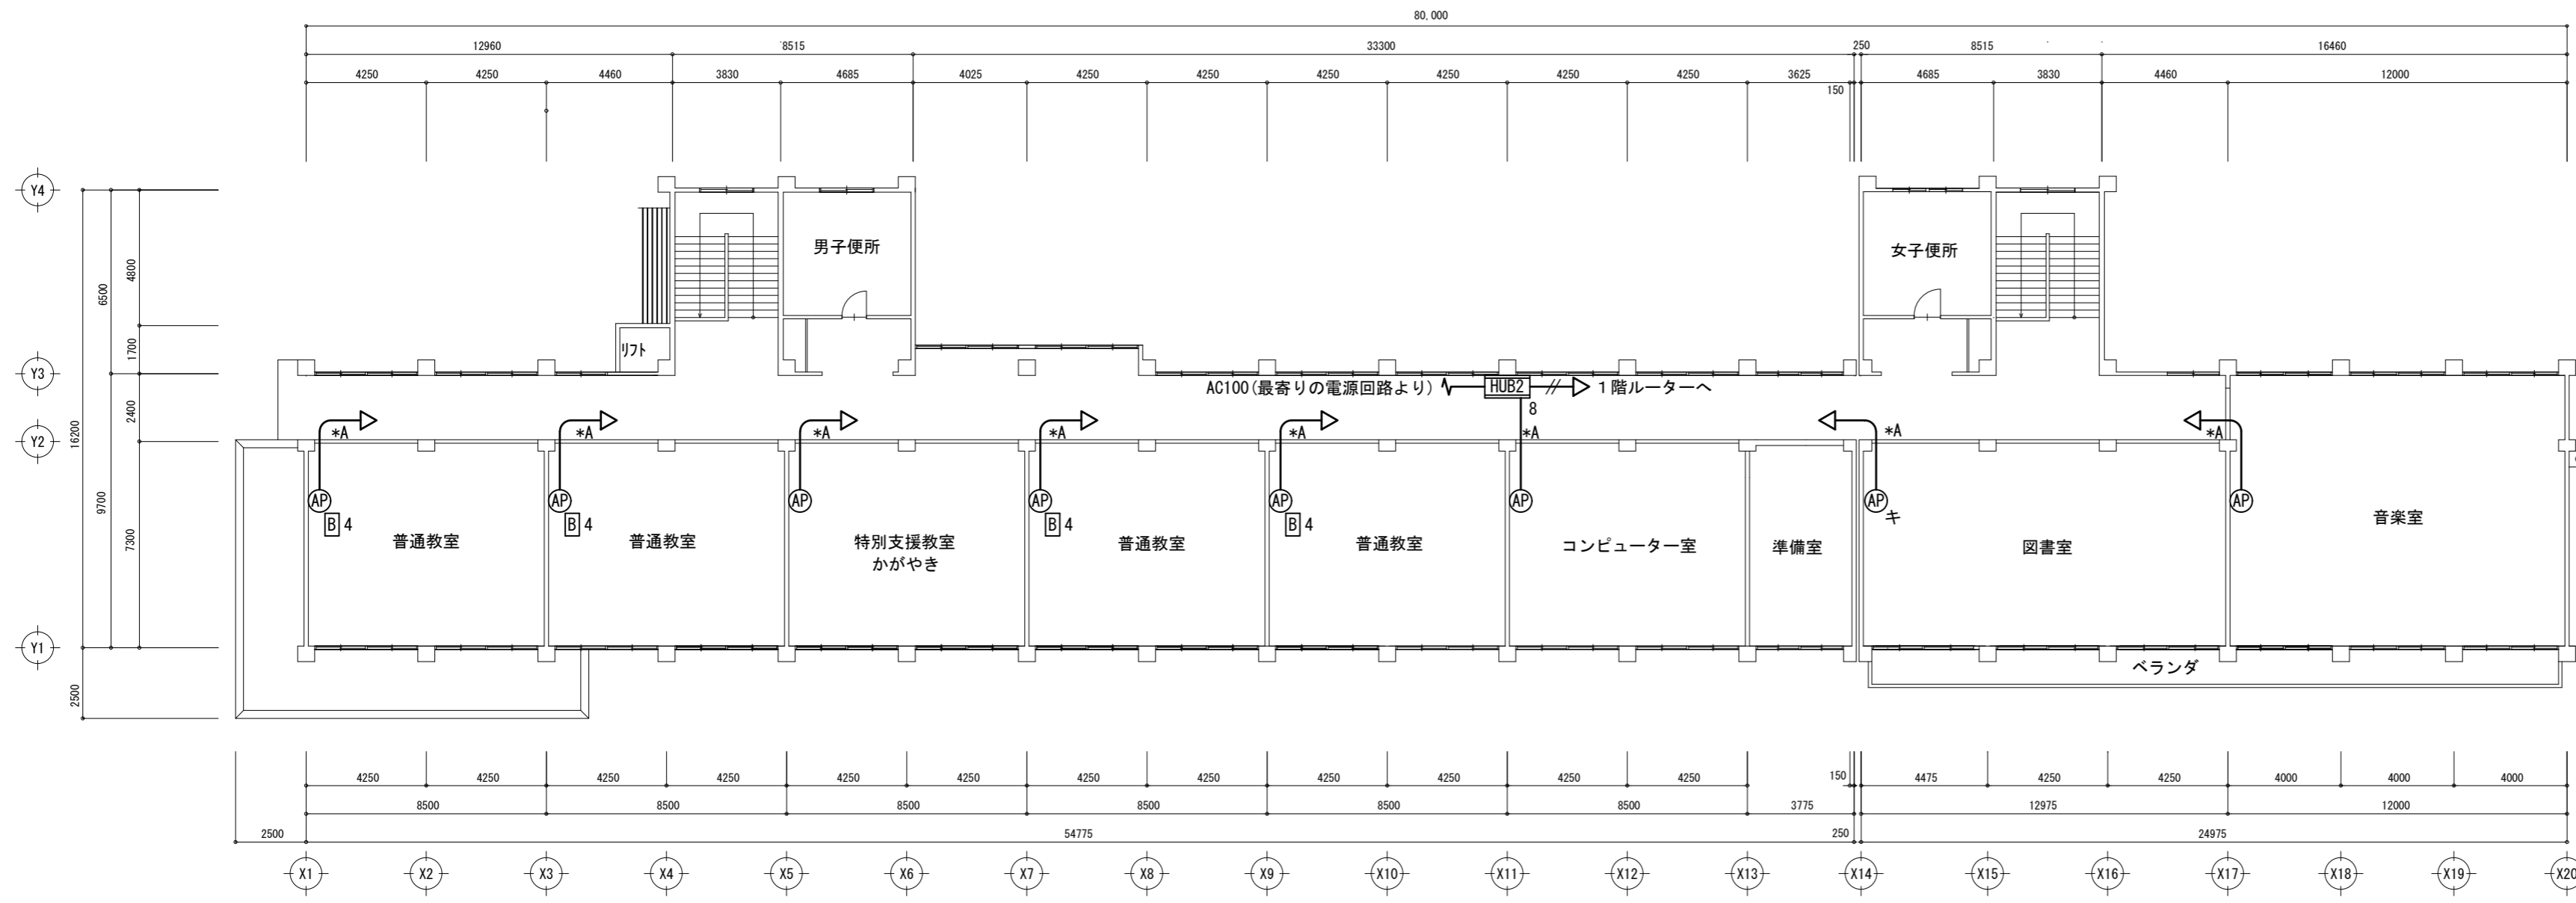 80,000
12960 8515 33300 250 8515 16460
4250 4250 4460 3830 4685 4025 4250 4250 4250 4250 4250 4250 3625 4685 3830 4460 12000
150
Y4
Y3
Y2
Y1
16200
6500
9700
2500
4800
1700
2400
7300
男子便所
女子便所
リフト
AC100(最寄りの電源回路より) HUB2 1階ルーターへ
8
*A *A *A *A *A *A *A *A
AP AP AP AP AP AP AP AP
B 4 B 4 B 4 B 4 キ
普通教室
普通教室
特別支援教室
かがやき
普通教室
普通教室
コンピューター室
準備室
図書室
音楽室
ベランダ
4250 4250 4250 4250 4250 4250 4250 4250 4250 4250 4250 4250 150 4475 4250 4250 4000 4000 4000
8500 8500 8500 8500 8500 8500 3775 12975 12000
2500 54775 250 24975
X1 X2 X3 X4 X5 X6 X7 X8 X9 X10 X11 X12 X13 X14 X15 X16 X17 X18 X19 X20